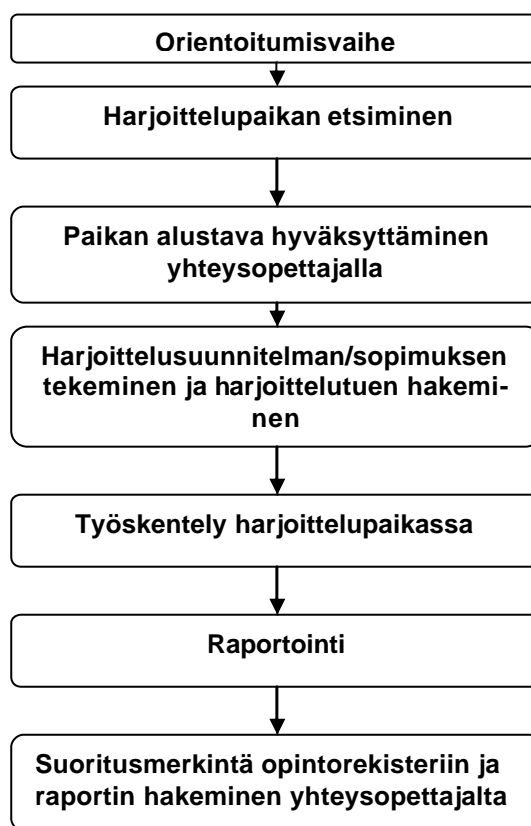 Orientoitumisvaihe
Harjoittelupaikan etsiminen
Paikan alustava hyväksyttäminen
yhteysopettajalla
Harjoittelusuunnitelman/sopimuksen
tekeminen ja harjoittelutuen hakemi-
nen
Työskentely harjoittelupaikassa
Raportointi
Suoritusmerkintä opintorekisteriin ja
raportin hakeminen yhteysopettajalta